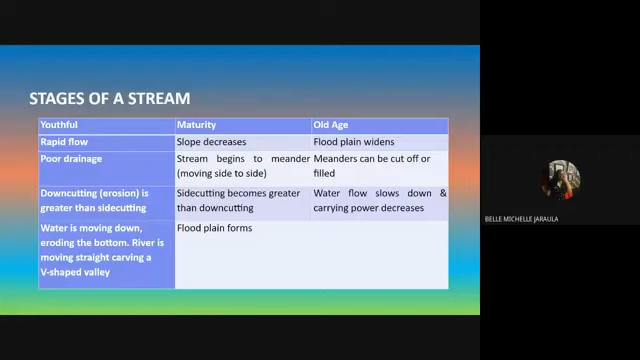 STAGES OF A STREAM
Youthful Maturity Old Age
Rapid flow Slope decreases Flood plain widens
Poor drainage Stream begins to meander Meanders can be cut off or
(moving side to side) filled
Downcutting (erosion) is Sidecutting becomes greater Water flow slows down &
greater than sidecutting than downcutting carrying power decreases
Water is moving down, Flood plain forms
eroding the bottom. River is
moving straight carving a
V-shaped valley
BELLE MICHELLE JARAULA